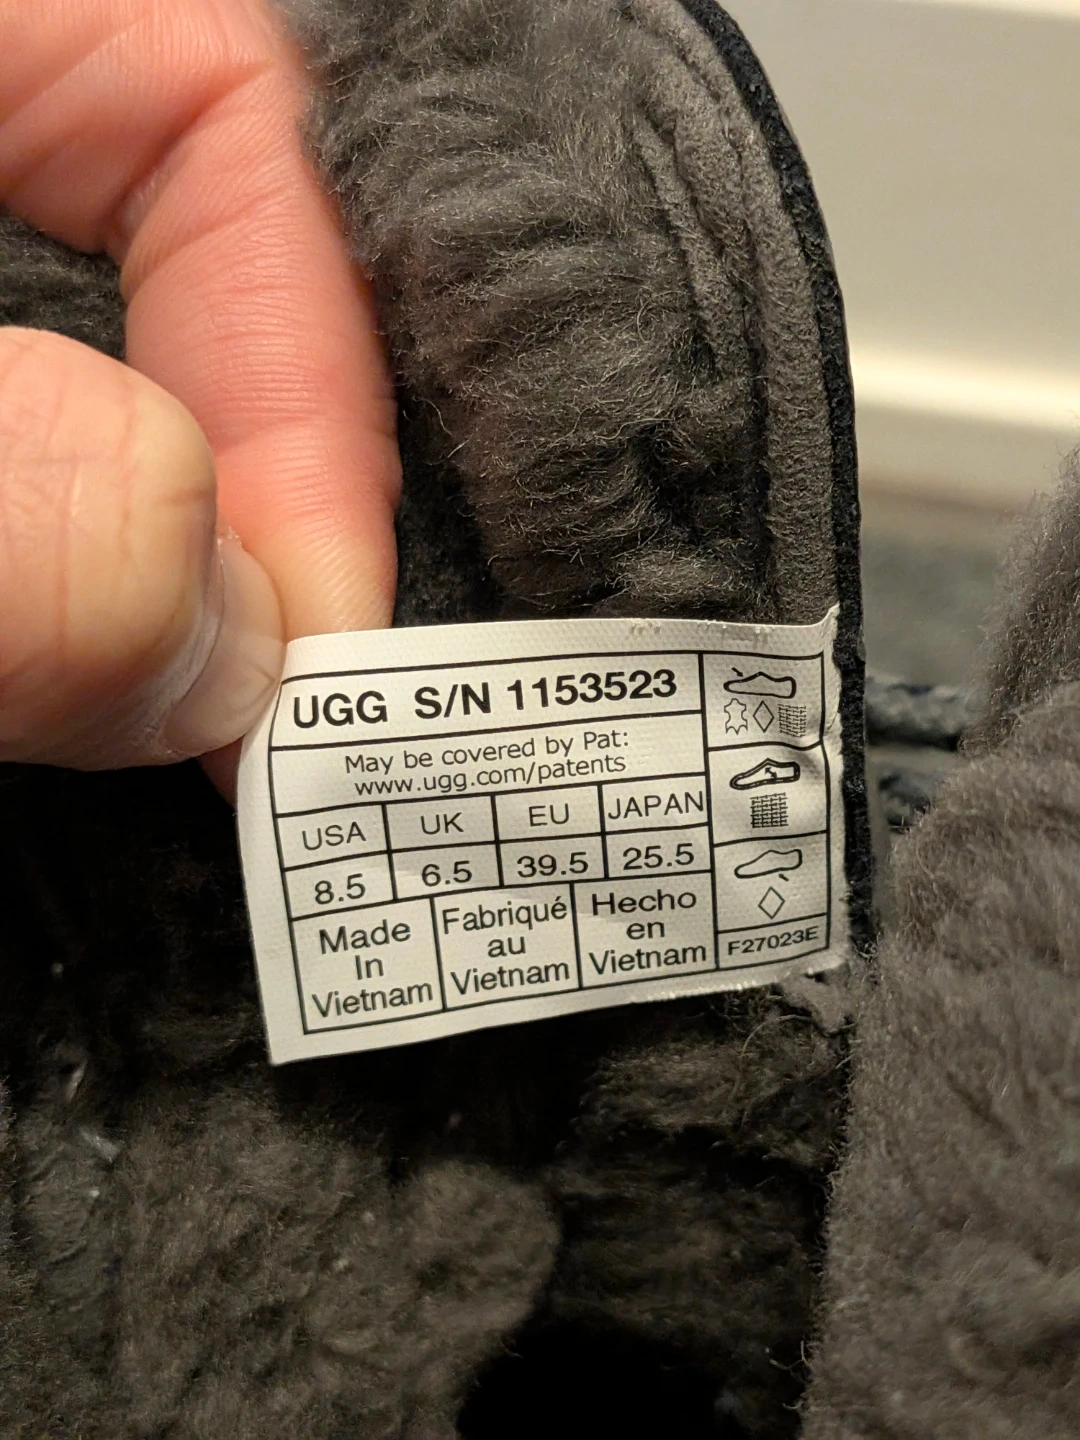 UGG S/N 1153523
May be covered by Pat:
www.ugg.com/patents
USA UK EU JAPAN
8.5 6.5 39.5 25.5
Made
In
Vietnam
Fabriqué
au
Vietnam
Hecho
en
Vietnam
F27023E